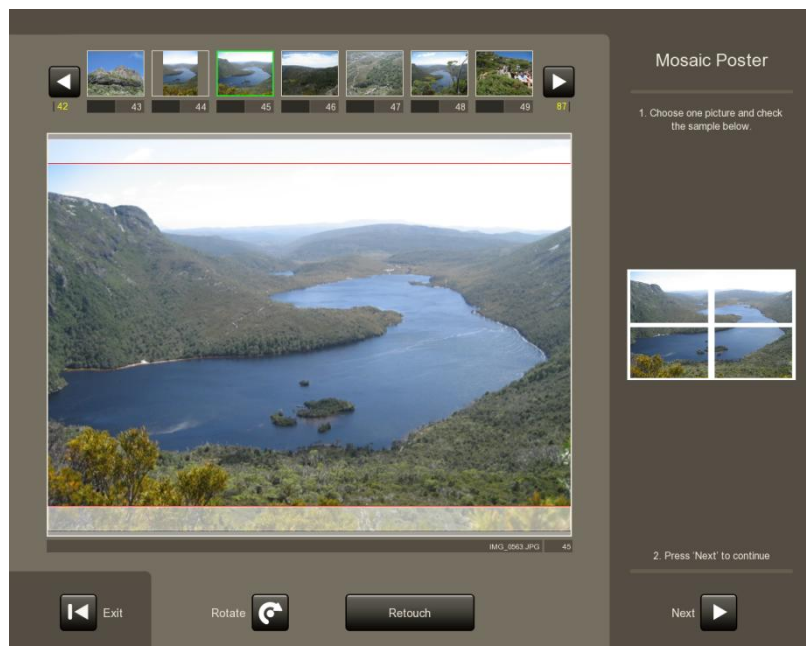 Mosaic Poster
1. Choose one picture and check
the sample below.
42 43 44 45 46 47 48 49 87
IMG_0563.JPG 45
2. Press 'Next' to continue
Exit
Rotate
Retouch
Next